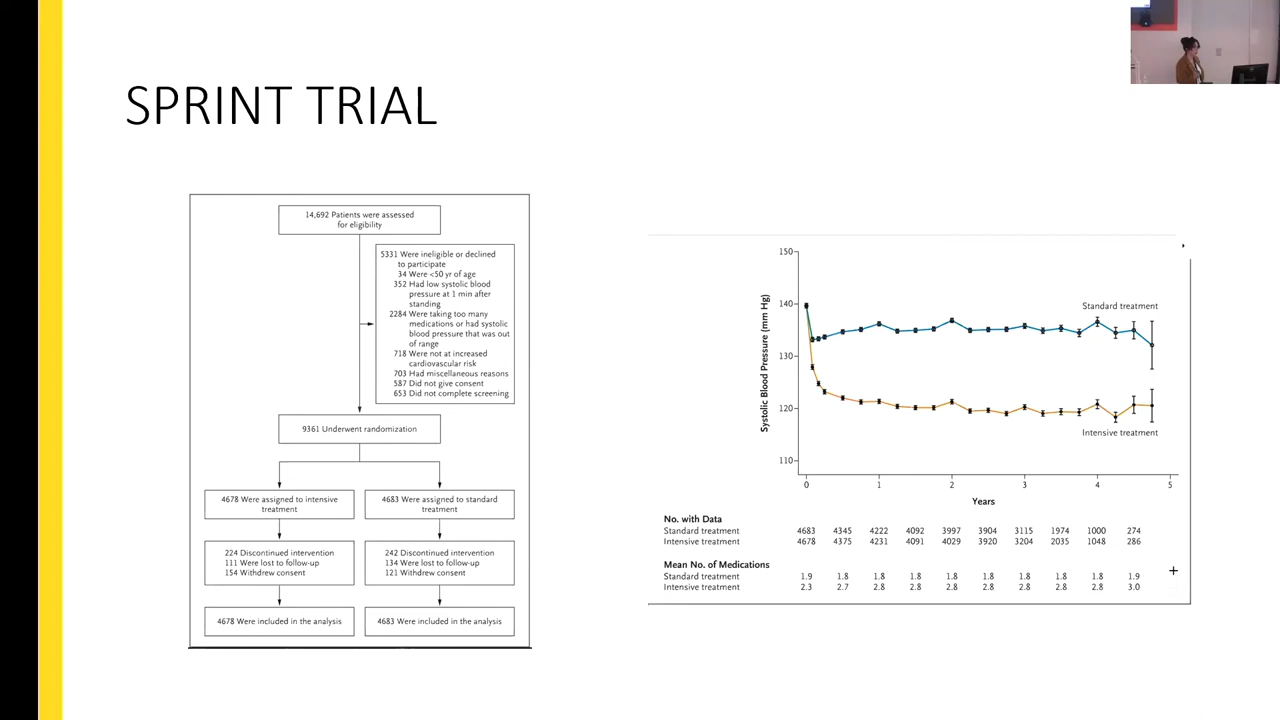 SPRINT TRIAL
14,692 Patients were assessed
for eligibility
5331 Were ineligible or declined
to participate
34 Were <50 yr of age
352 Had low systolic blood
pressure at 1 min after
standing
2284 Were taking too many
medications or had systolic
blood pressure that was out
of range
718 Were not at increased
cardiovascular risk
703 Had miscellaneous reasons
587 Did not give consent
653 Did not complete screening
9361 Underwent randomization
4678 Were assigned to intensive
treatment
4683 Were assigned to standard
treatment
224 Discontinued intervention
111 Were lost to follow-up
154 Withdrew consent
242 Discontinued intervention
134 Were lost to follow-up
121 Withdrew consent
4678 Were included in the analysis
4683 Were included in the analysis
Systolic Blood Pressure (mm Hg)
150
140
130
120
110
Standard treatment
Intensive treatment
0 1 2 3 4 5
Years
No. with Data
Standard treatment 4683 4345 4222 4092 3997 3904 3115 1974 1000 274
Intensive treatment 4678 4375 4231 4091 4029 3920 3204 2035 1048 286
Mean No. of Medications
Standard treatment 1.9 1.8 1.8 1.8 1.8 1.8 1.8 1.8 1.8 1.9
Intensive treatment 2.3 2.7 2.8 2.8 2.8 2.8 2.8 2.8 2.8 3.0